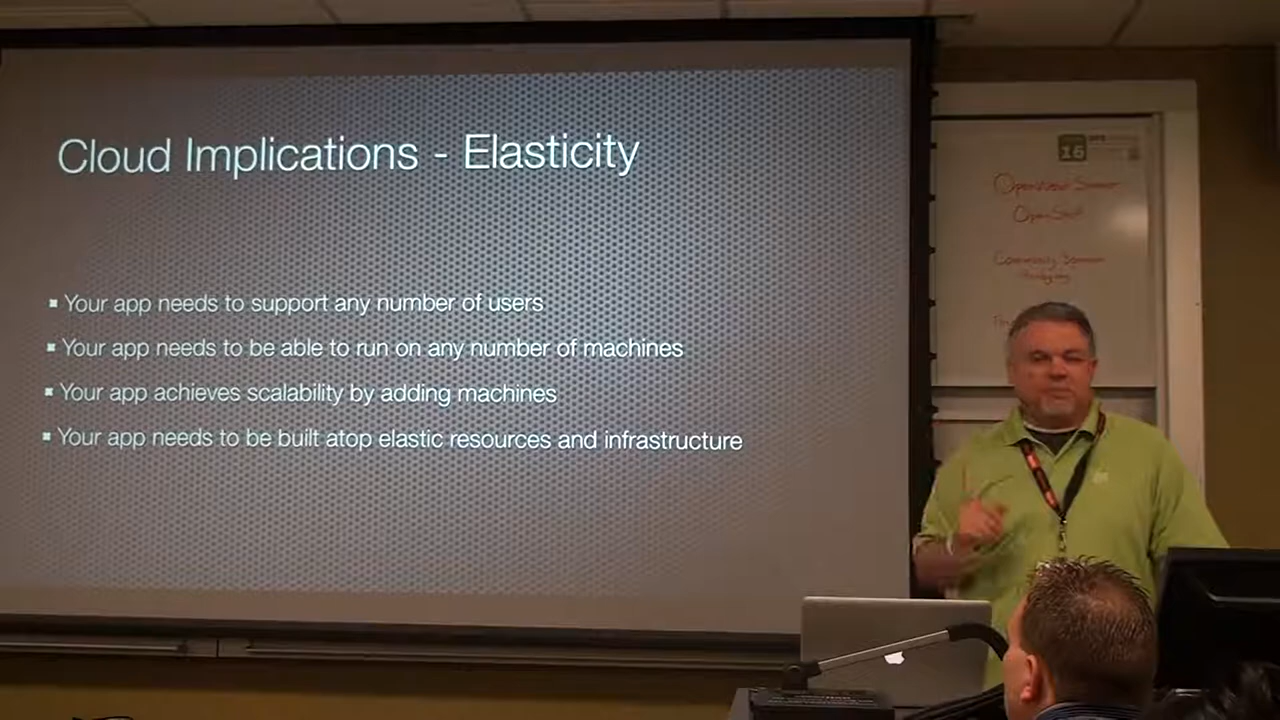 Cloud Implications - Elasticity
▪ Your app needs to support any number of users
▪ Your app needs to be able to run on any number of machines
▪ Your app achieves scalability by adding machines
▪ Your app needs to be built atop elastic resources and infrastructure
16